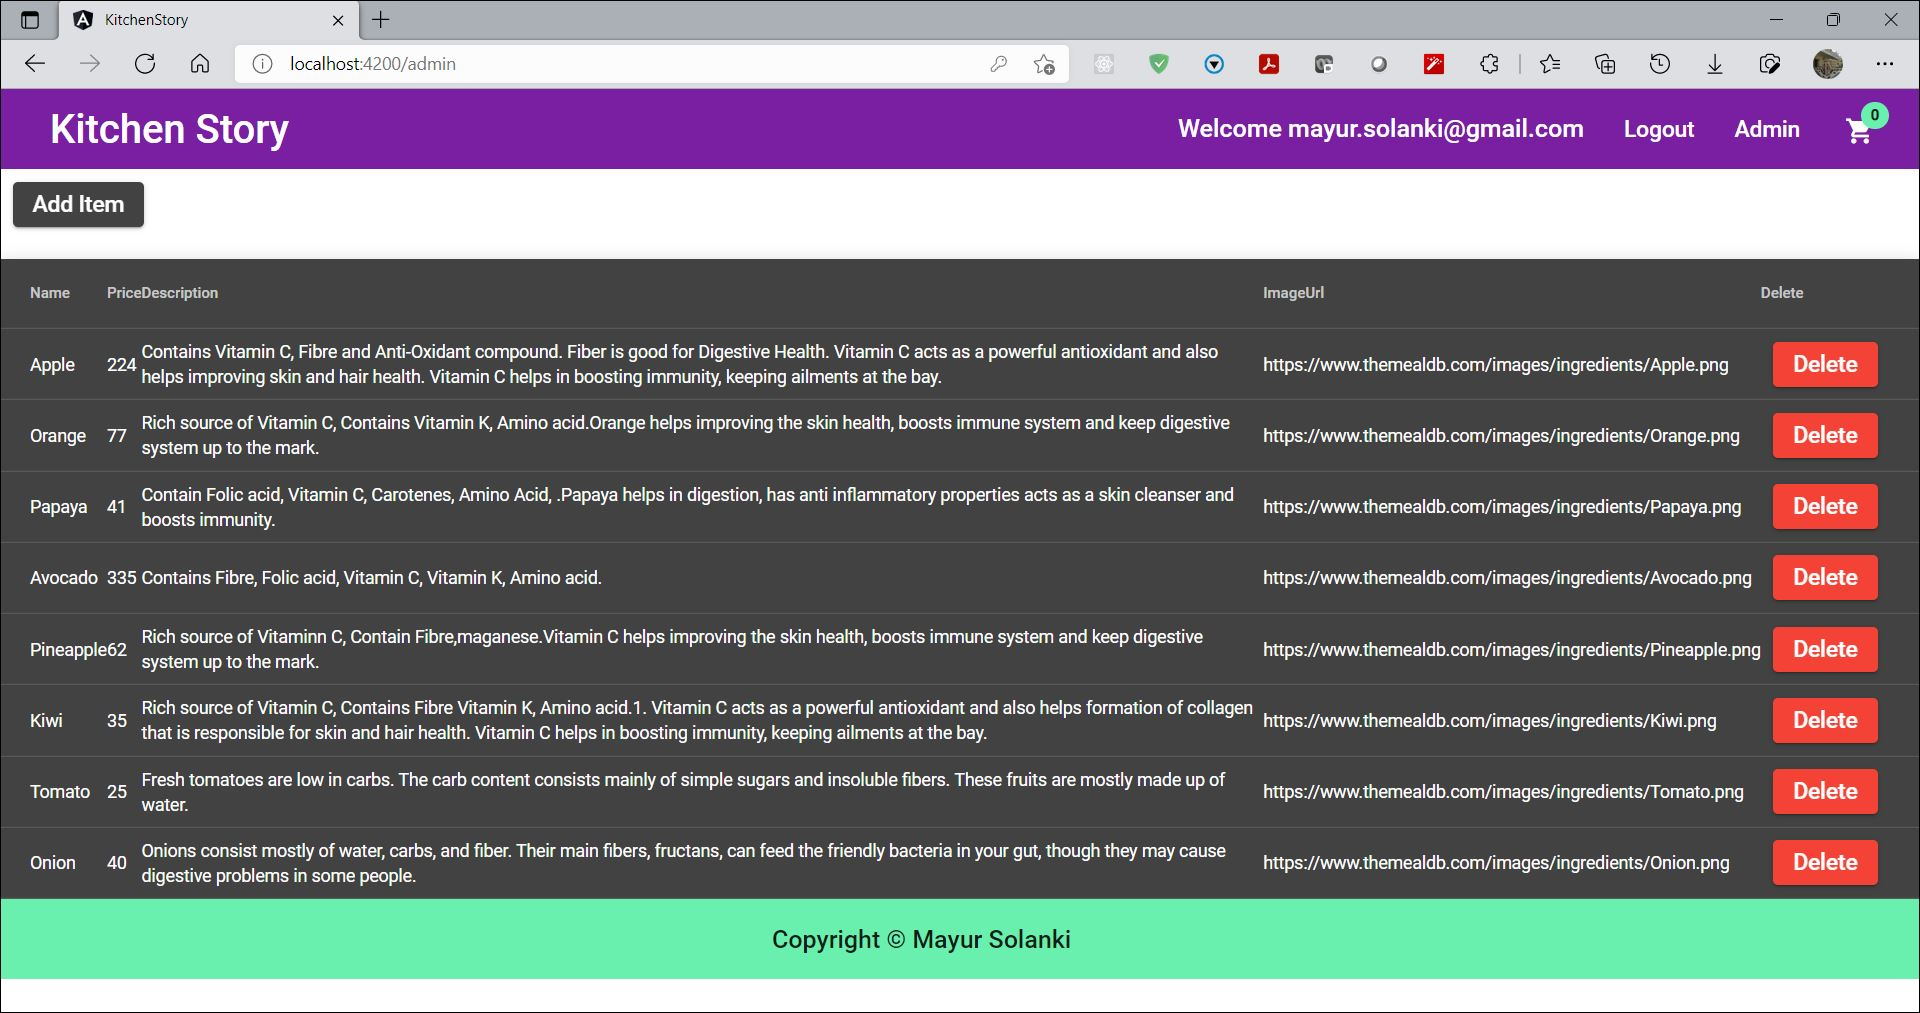 KitchenStory
localhost:4200/admin
Kitchen Story
Welcome mayur.solanki@gmail.com Logout Admin 0
Add Item
Name PriceDescription ImageUrl Delete
Contains Vitamin C, Fibre and Anti-Oxidant compound. Fiber is good for Digestive Health. Vitamin C acts as a powerful antioxidant and also
Apple 224 https://www.themealdb.com/images/ingredients/Apple.png Delete
helps improving skin and hair health. Vitamin C helps in boosting immunity, keeping ailments at the bay.
Rich source of Vitamin C, Contains Vitamin K, Amino acid.Orange helps improving the skin health, boosts immune system and keep digestive
Orange 77 https://www.themealdb.com/images/ingredients/Orange.png Delete
system up to the mark.
Contain Folic acid, Vitamin C, Carotenes, Amino Acid, .Papaya helps in digestion, has anti inflammatory properties acts as a skin cleanser and
Papaya 41 https://www.themealdb.com/images/ingredients/Papaya.png Delete
boosts immunity.
Avocado 335 Contains Fibre, Folic acid, Vitamin C, Vitamin K, Amino acid. https://www.themealdb.com/images/ingredients/Avocado.png Delete
Rich source of Vitaminn C, Contain Fibre,maganese.Vitamin C helps improving the skin health, boosts immune system and keep digestive
Pineapple62 https://www.themealdb.com/images/ingredients/Pineapple.png Delete
system up to the mark.
Rich source of Vitamin C, Contains Fibre Vitamin K, Amino acid.1. Vitamin C acts as a powerful antioxidant and also helps formation of collagen
Kiwi 35 https://www.themealdb.com/images/ingredients/Kiwi.png Delete
that is responsible for skin and hair health. Vitamin C helps in boosting immunity, keeping ailments at the bay.
Fresh tomatoes are low in carbs. The carb content consists mainly of simple sugars and insoluble fibers. These fruits are mostly made up of
Tomato 25 https://www.themealdb.com/images/ingredients/Tomato.png Delete
water.
Onions consist mostly of water, carbs, and fiber. Their main fibers, fructans, can feed the friendly bacteria in your gut, though they may cause
Onion 40 https://www.themealdb.com/images/ingredients/Onion.png Delete
digestive problems in some people.
Copyright © Mayur Solanki